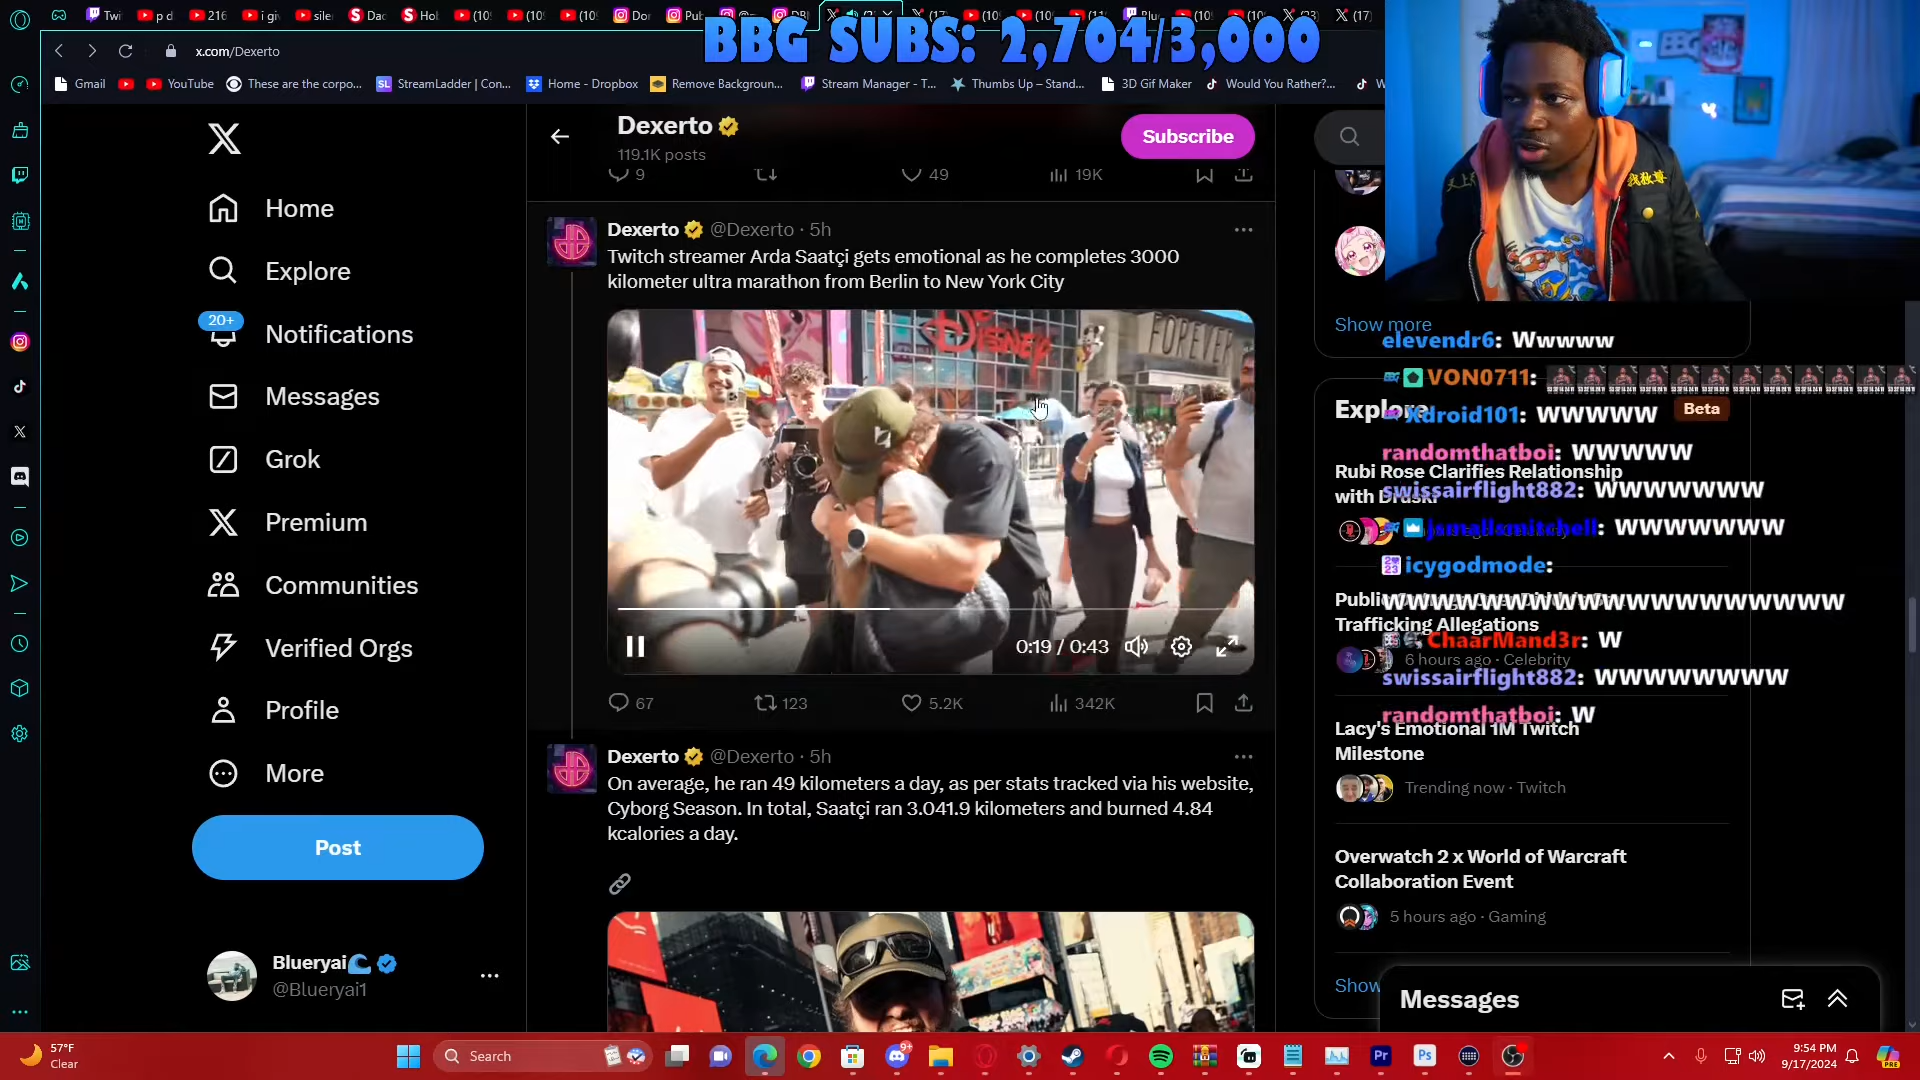 BBG SUBS: 2,704/3,000
x.com/Dexerto
Gmail
YouTube
These are the corpo...
StreamLadder | Con...
Home - Dropbox
Remove Backgroun...
Stream Manager - T...
Thumbs Up – Stand...
3D Gif Maker
Would You Rather?...
Home
Explore
20+
Notifications
Messages
Grok
Premium
Communities
Verified Orgs
Profile
More
Post
Blueryai
@Blueryai1
Dexerto
119.1K posts
Subscribe
9
49
19K
Dexerto @Dexerto · 5h
Twitch streamer Arda Saatçi gets emotional as he completes 3000
kilometer ultra marathon from Berlin to New York City
DISNEY
FOREVER
0:19 / 0:43
67
123
5.2K
342K
Dexerto @Dexerto · 5h
On average, he ran 49 kilometers a day, as per stats tracked via his website,
Cyborg Season. In total, Saatçi ran 3.041.9 kilometers and burned 4.84
kcalories a day.
Show more
elevendr6: Wwwww
VON0711:
Explore
Beta
Xdroid101: WWWWW
randomthatboi: WWWWW
Rubi Rose Clarifies Relationship
with Druski
swissairflight882: WWWWWWW
jamallsmitchell: WWWWWWW
icygodmode:
Trafficking Allegations
ChaarMand3r: W
6 hours ago · Celebrity
swissairflight882: WWWWWWWW
randomthatboi: W
Lacy's Emotional 1M Twitch
Milestone
Trending now · Twitch
Overwatch 2 x World of Warcraft
Collaboration Event
5 hours ago · Gaming
Show
Messages
57°F
Clear
Search
9:54 PM
9/17/2024